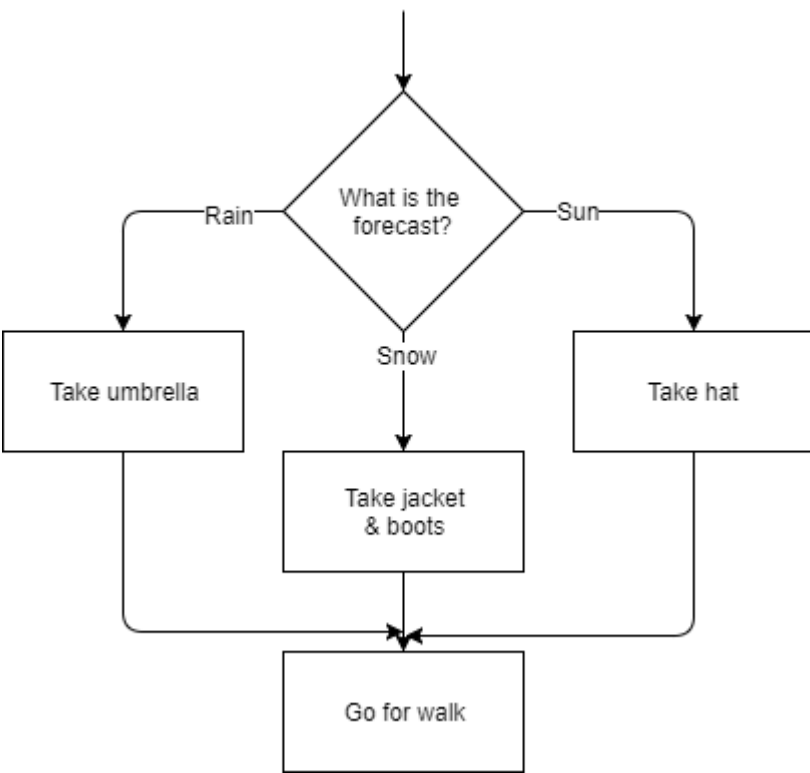 What is the
forecast?
Rain
Sun
Snow
Take umbrella
Take hat
Take jacket
& boots
Go for walk